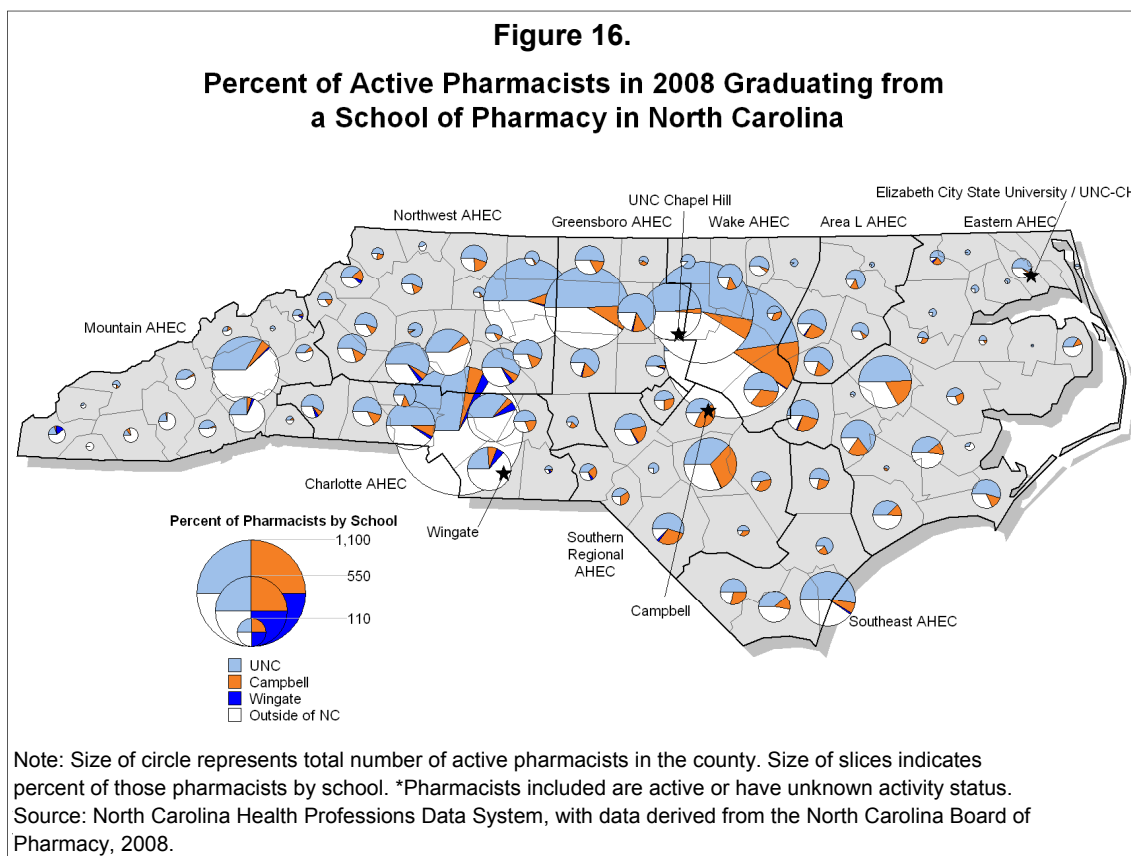 Figure 16.
Percent of Active Pharmacists in 2008 Graduating from
a School of Pharmacy in North Carolina
Elizabeth City State University / UNC-CH
UNC Chapel Hill
Northwest AHEC
Greensboro AHEC
Wake AHEC
Area L AHEC
Eastern AHEC
Mountain AHEC
Charlotte AHEC
Wingate
Southern
Regional
AHEC
Campbell
Southeast AHEC
Percent of Pharmacists by School
1,100
550
110
UNC
Campbell
Wingate
Outside of NC
Note: Size of circle represents total number of active pharmacists in the county. Size of slices indicates
percent of those pharmacists by school. *Pharmacists included are active or have unknown activity status.
Source: North Carolina Health Professions Data System, with data derived from the North Carolina Board of
Pharmacy, 2008.